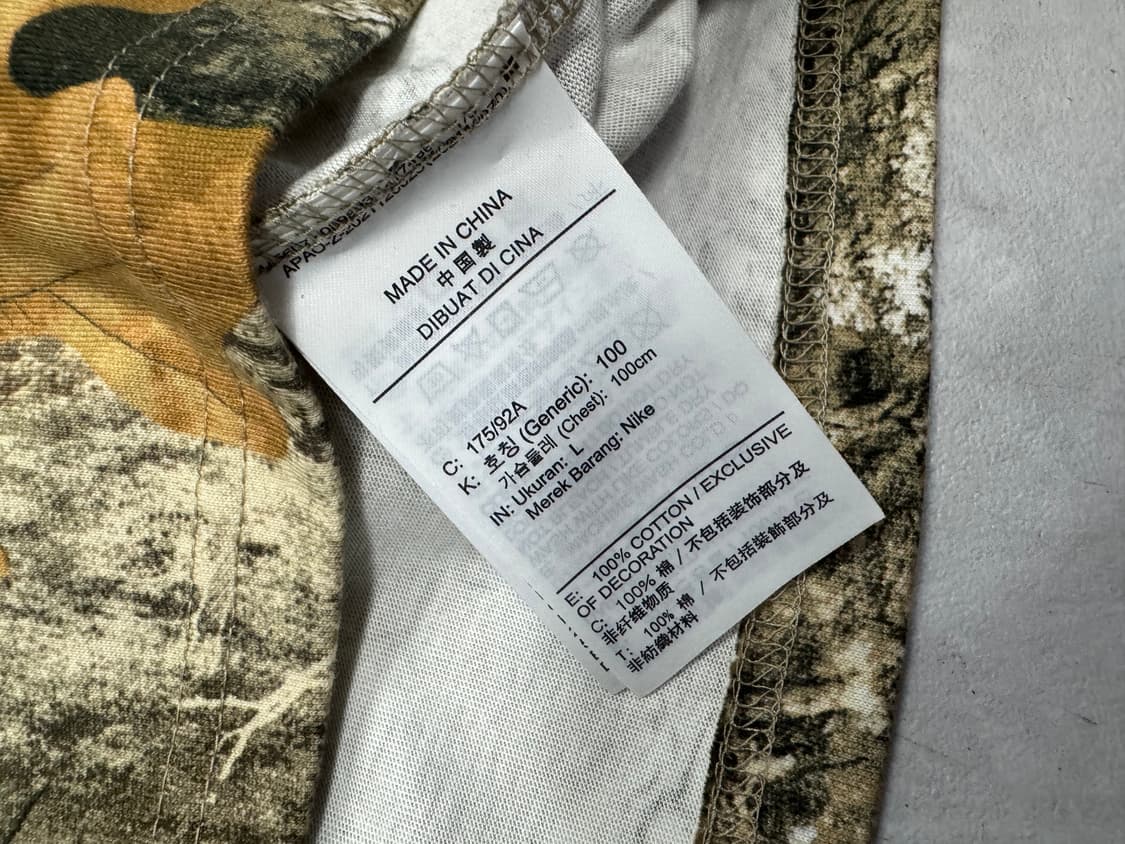 MADE IN CHINA
中国製
DIBUAT DI CINA
C: 175/92A
K: 호칭 (Generic): 100
가슴둘레 (Chest): 100cm
IN: Ukuran: L
Merek Barang: Nike
E: 100% COTTON / EXCLUSIVE
OF DECORATION
C: 100% 棉 / 不包括装饰部分及
非纤维物质
T: 100% 棉 / 不包括裝飾部分及
非紡織材料